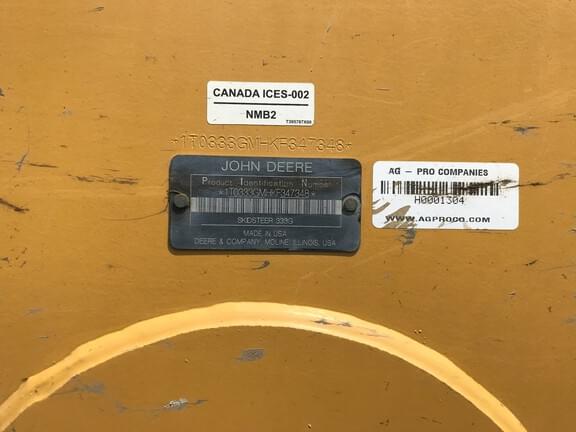 CANADA ICES-002
NMB2
*1T0333GMHKF347348*
JOHN DEERE
Product Identification Number
*1T0333GMHKF347348*
SKIDSTEER 333G
MADE IN USA
DEERE & COMPANY, MOLINE, ILLINOIS, USA
AG - PRO COMPANIES
H0001304
WWW.AGPROCO.COM